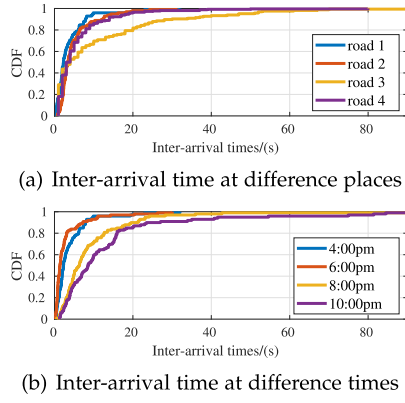 1
0.8
0.6
0.4
0.2
0
CDF
road 1
road 2
road 3
road 4
0 20 40 60 80
Inter-arrival times/(s)
(a) Inter-arrival time at difference places
1
0.8
0.6
0.4
0.2
0
CDF
4:00pm
6:00pm
8:00pm
10:00pm
0 20 40 60 80
Inter-arrival times/(s)
(b) Inter-arrival time at difference times